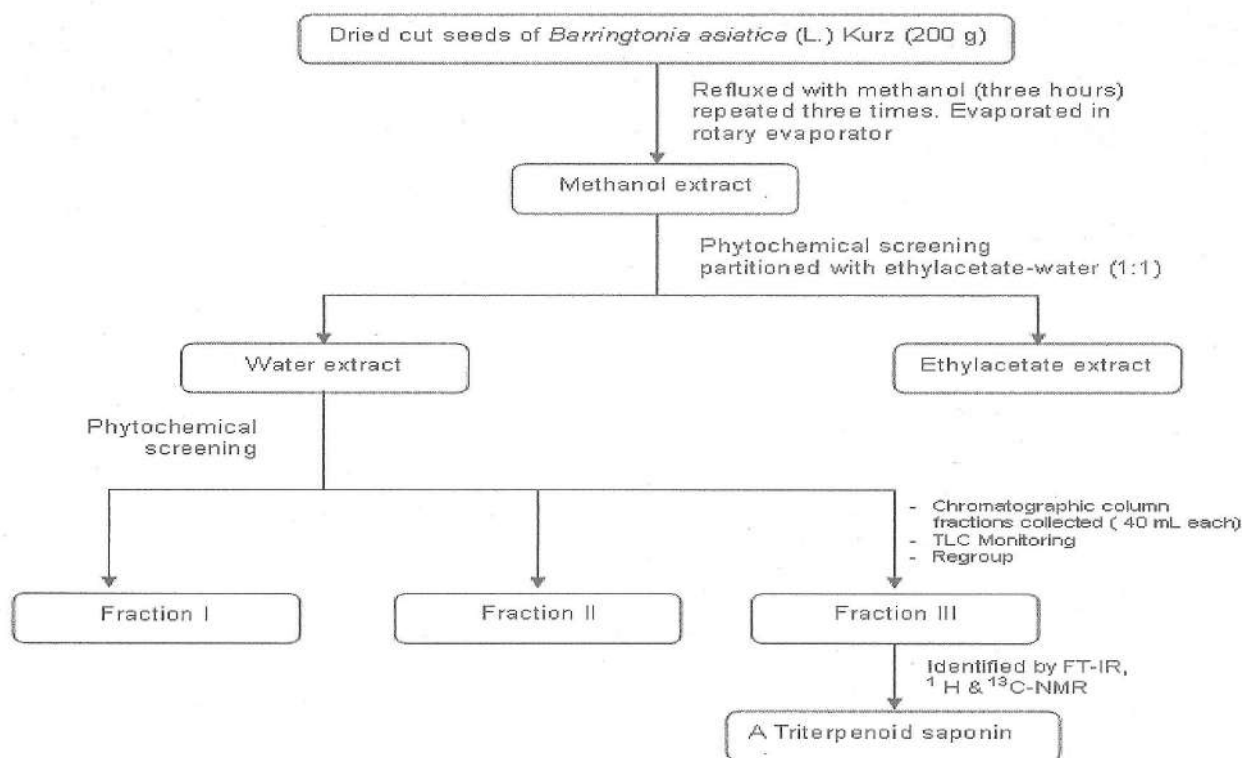 Dried cut seeds of Barringtonia asiatica (L.) Kurz (200 g)
Refluxed with methanol (three hours)
repeated three times. Evaporated in
rotary evaporator
Methanol extract
Phytochemical screening
partitioned with ethylacetate-water (1:1)
Water extract
Ethylacetate extract
Phytochemical
screening
- Chromatographic column
fractions collected ( 40 mL each)
- TLC Monitoring
- Regroup
Fraction I
Fraction II
Fraction III
Identified by FT-IR,
¹ H & ¹³C-NMR
A Triterpenoid saponin